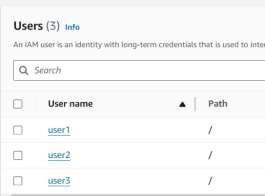 Users (3) Info
An IAM user is an identity with long-term credentials that is used to
Search
User name Path
user1 /
user2 /
user3 /